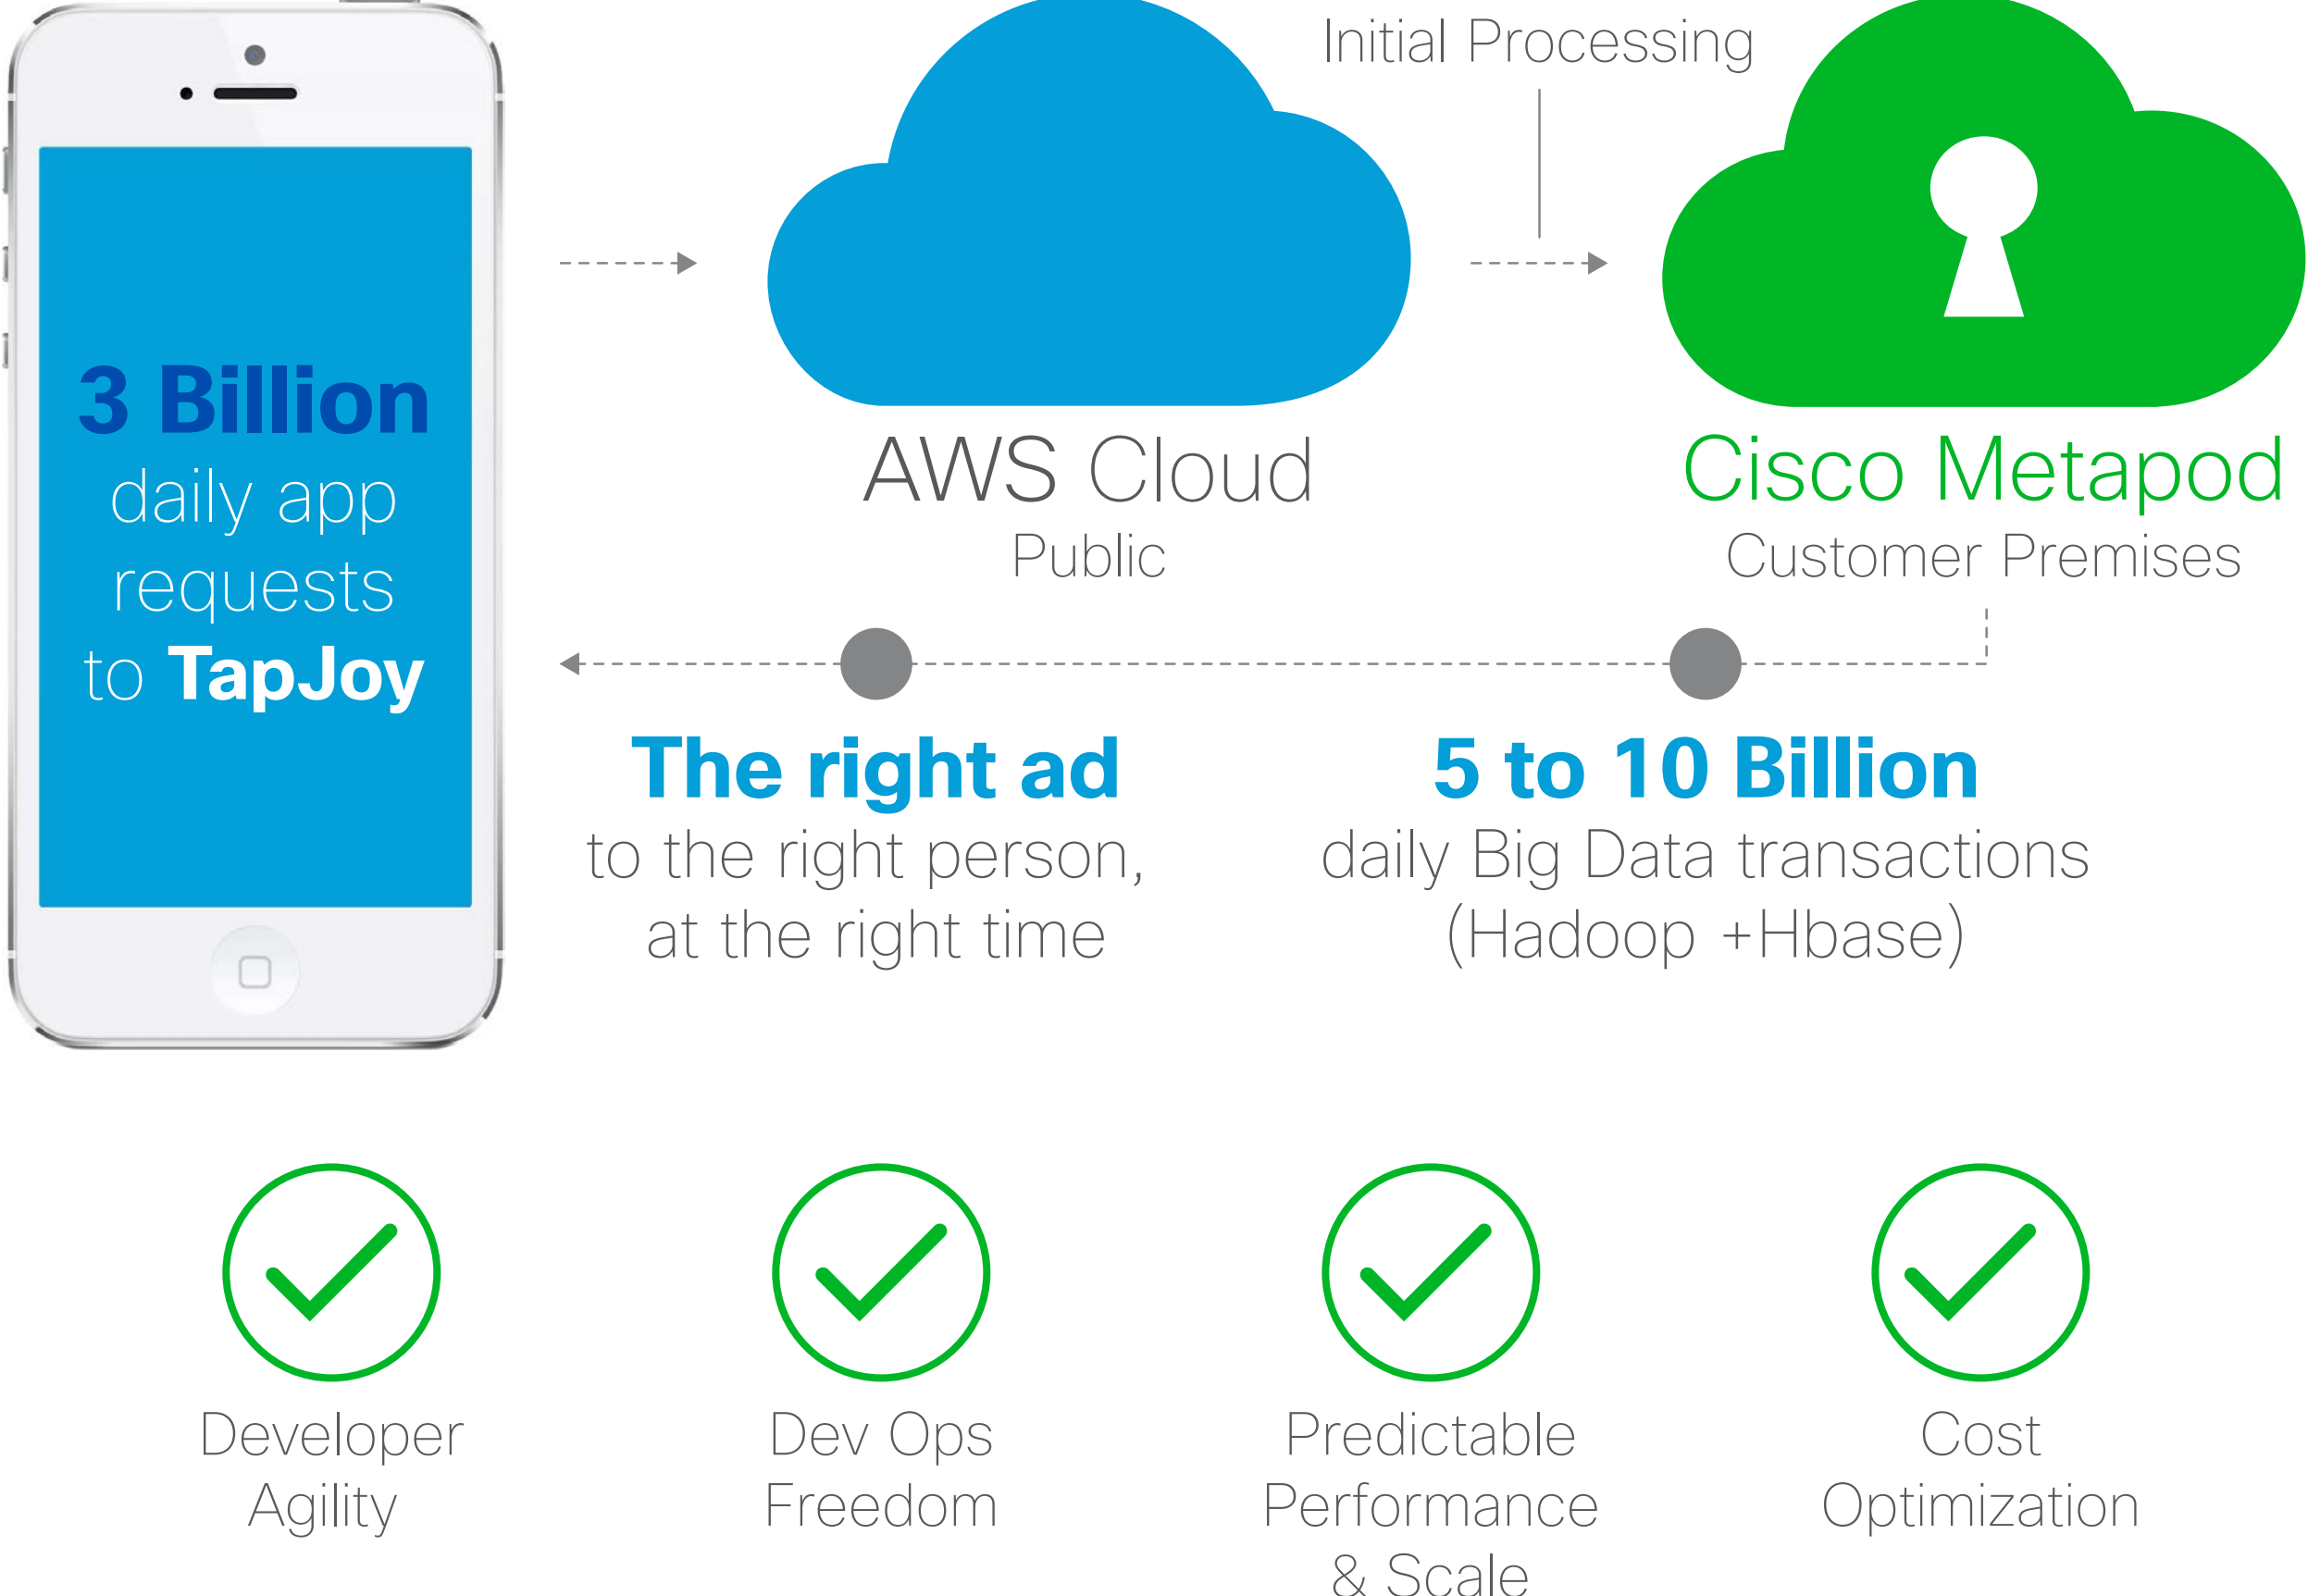 Initial Processing
3 Billion
daily app
requests
to TapJoy
AWS Cloud
Public
Cisco Metapod
Customer Premises
The right ad
to the right person,
at the right time
5 to 10 Billion
daily Big Data transactions
(Hadoop +Hbase)
Developer
Agility
Dev Ops
Freedom
Predictable
Performance
& Scale
Cost
Optimization